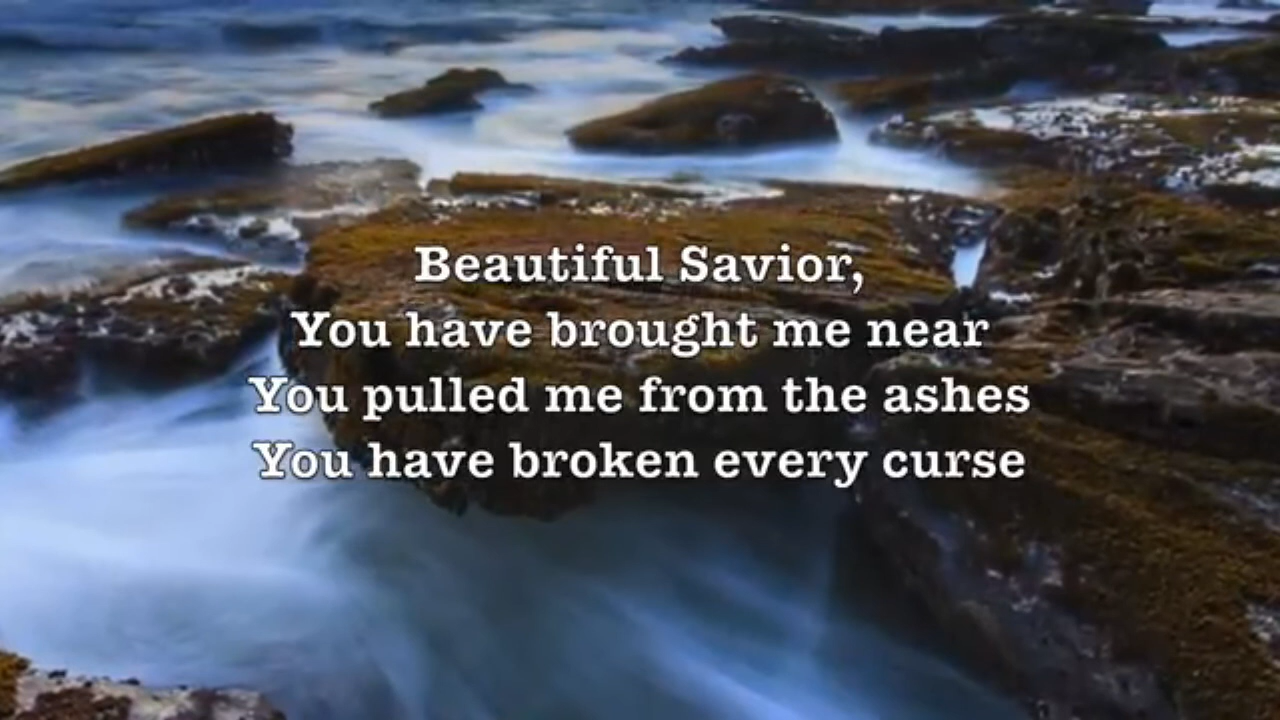 Beautiful Savior,
You have brought me near
You pulled me from the ashes
You have broken every curse